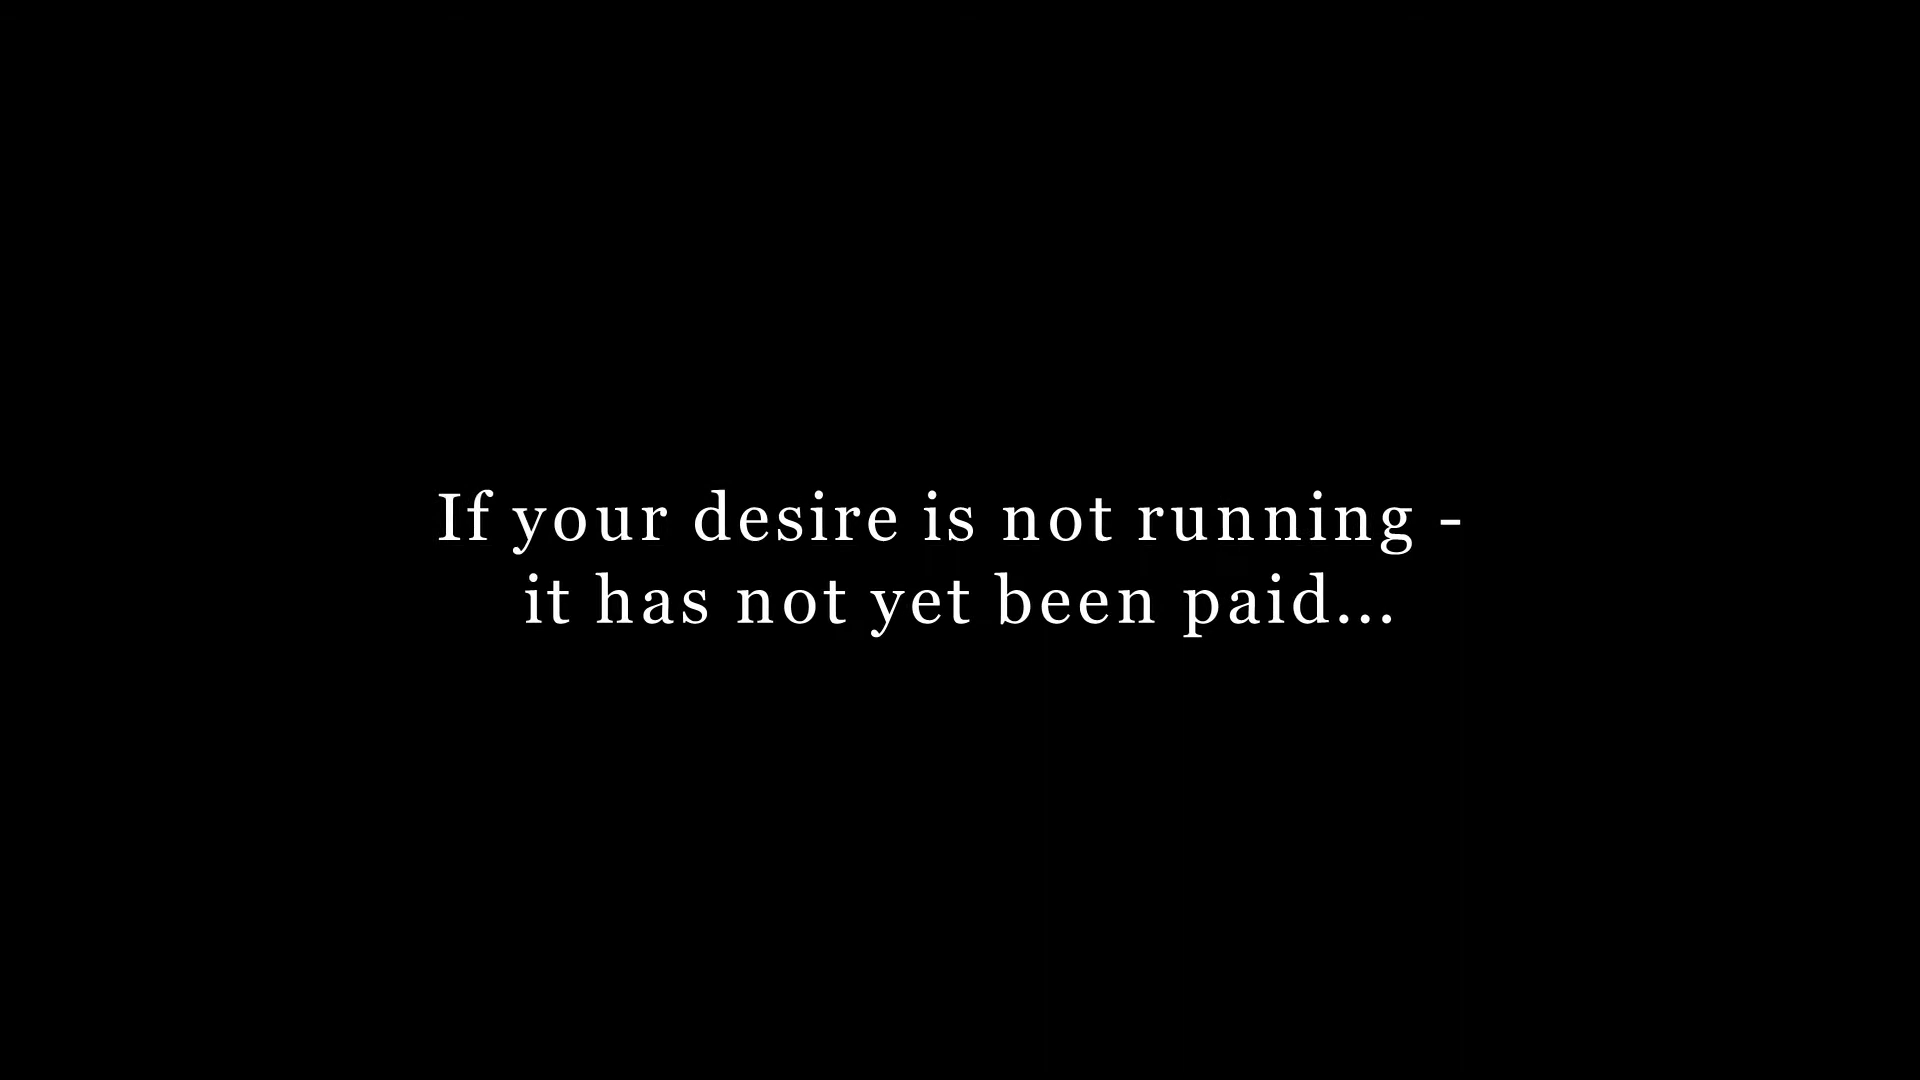 If your desire is not running -
it has not yet been paid...